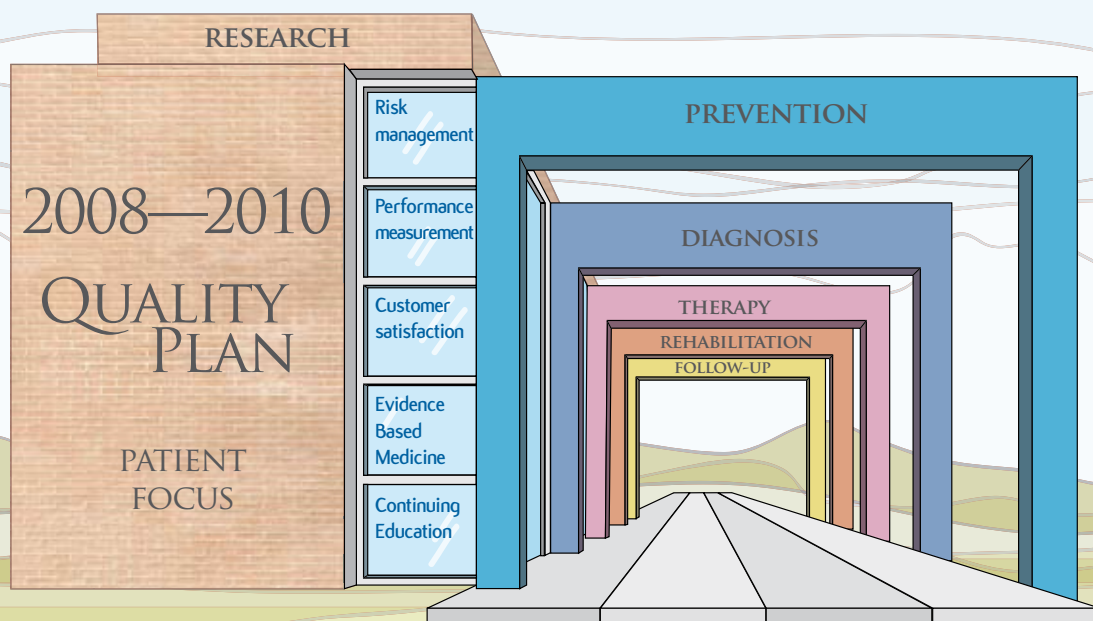 RESEARCH
2008—2010
QUALITY
PLAN
PATIENT
FOCUS
Risk
management
Performance
measurement
Customer
satisfaction
Evidence
Based
Medicine
Continuing
Education
PREVENTION
DIAGNOSIS
THERAPY
REHABILITATION
FOLLOW-UP